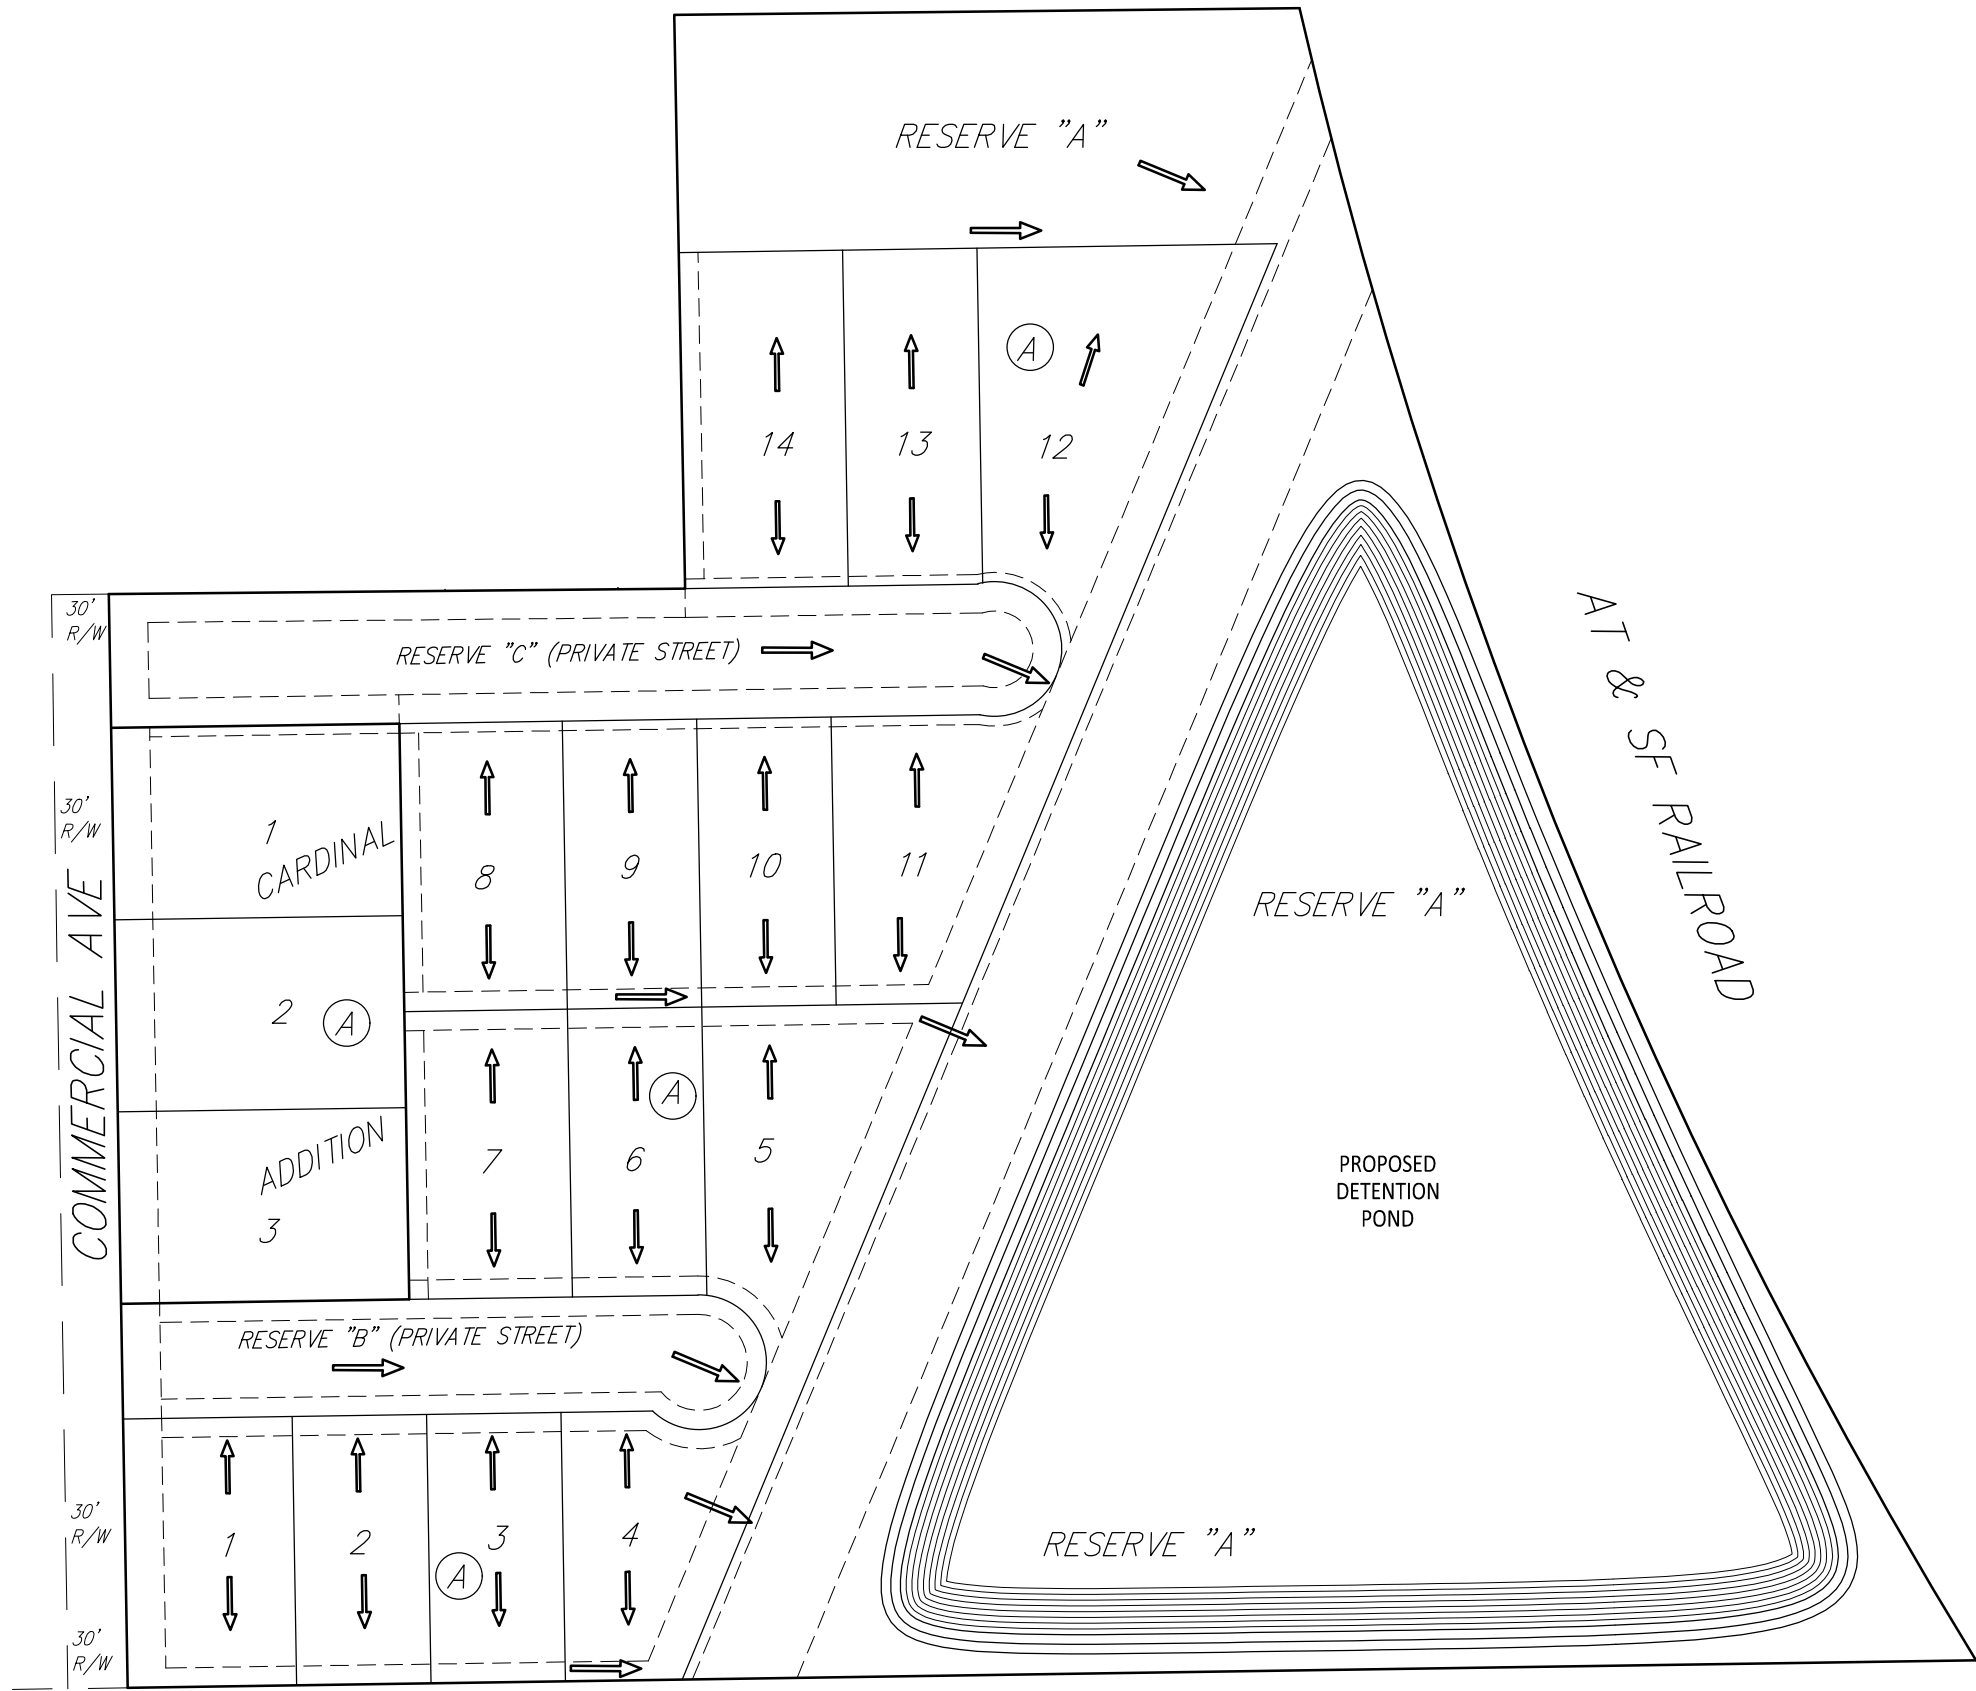 RESERVE "A"
A
14
13
12
30'
R/W
RESERVE "C" (PRIVATE STREET)
AT & SF RAILROAD
30'
R/W
1
CARDINAL
8
9
10
11
RESERVE "A"
COMMERCIAL AVE
2
A
A
7
6
5
ADDITION
3
PROPOSED
DETENTION
POND
RESERVE "B" (PRIVATE STREET)
30'
R/W
1
2
3
4
A
RESERVE "A"
30'
R/W